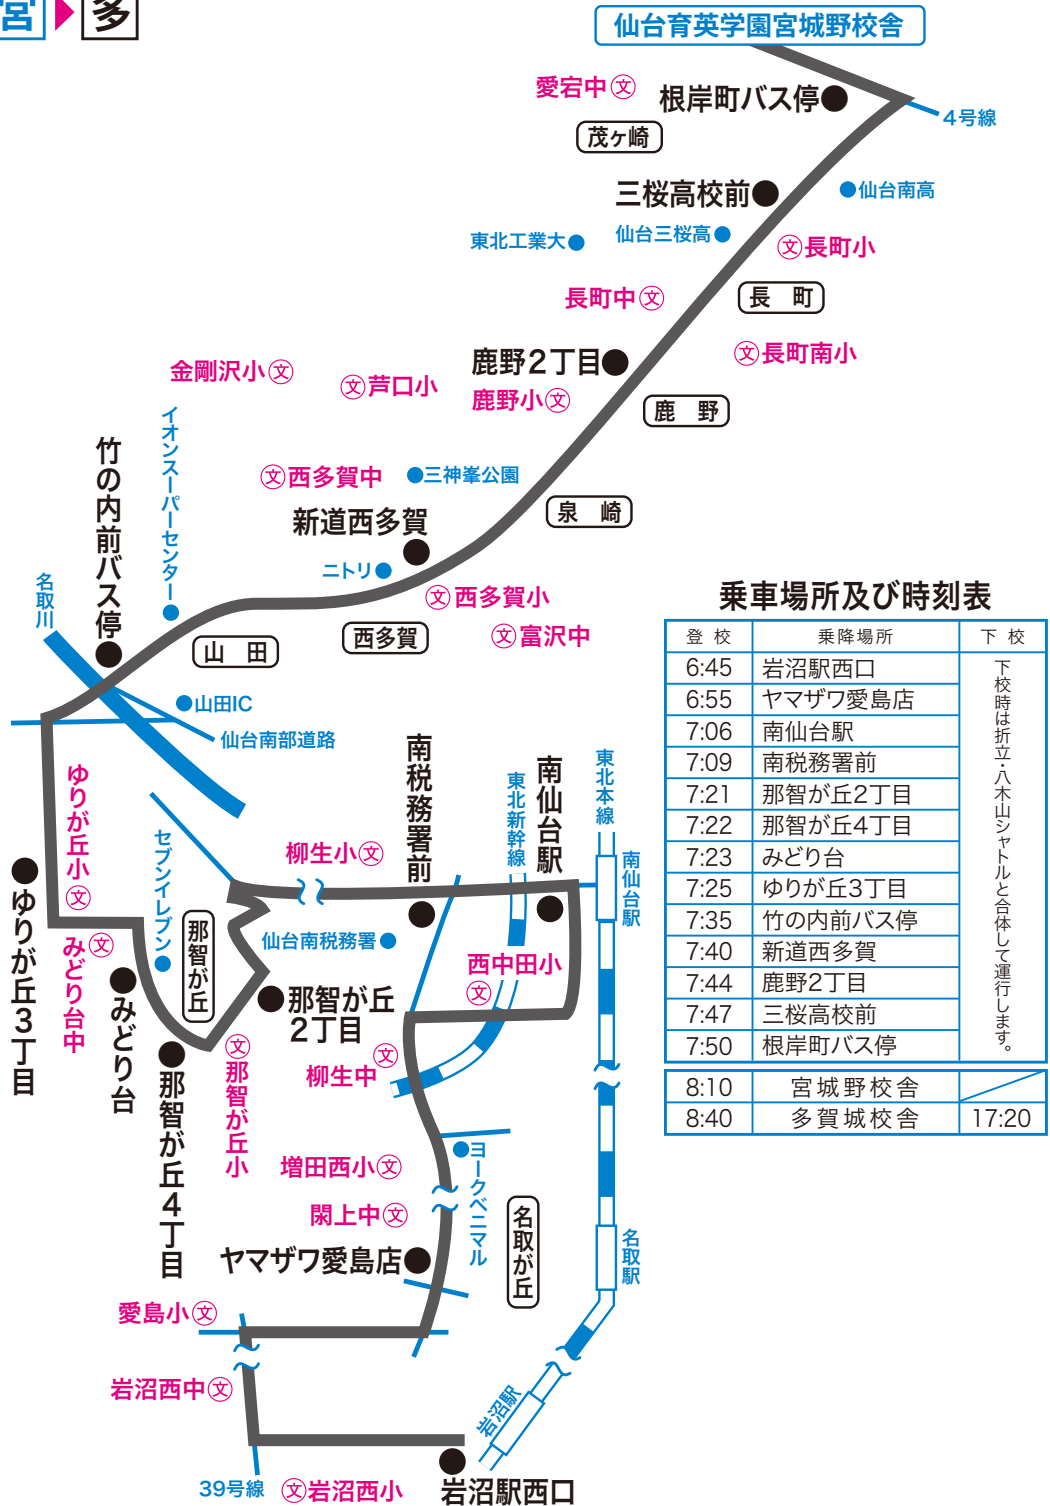 宮 ▶ 多
仙台育英学園宮城野校舎
愛宕中 文
根岸町バス停
4号線
茂ヶ崎
三桜高校前
仙台南高
東北工業大
仙台三桜高
文 長町小
長町中 文
長町
鹿野2丁目
文 長町南小
金剛沢小 文
文 芦口小
鹿野小 文
鹿野
イオンスーパーセンター
竹の内前バス停
文 西多賀中
三神峯公園
泉崎
新道西多賀
ニトリ
名取川
文 西多賀小
文 富沢中
西多賀
山田
山田IC
仙台南部道路
乗車場所及び時刻表
登校 乗降場所 下校
6:45 岩沼駅西口
6:55 ヤマザワ愛島店
7:06 南仙台駅
7:09 南税務署前
7:21 那智が丘2丁目
7:22 那智が丘4丁目
7:23 みどり台
7:25 ゆりが丘3丁目
7:35 竹の内前バス停
7:40 新道西多賀
7:44 鹿野2丁目
7:47 三桜高校前
7:50 根岸町バス停
下校時は折立・八木山シャトルと合体して運行します。
8:10 宮城野校舎
8:40 多賀城校舎 17:20
ゆりが丘小 文
セブンイレブン
柳生小 文
南税務署前
東北新幹線
南仙台駅
東北本線
南仙台駅
ゆりが丘3丁目
みどり台中 文
みどり台
那智が丘
仙台南税務署
西中田小 文
那智が丘2丁目
那智が丘4丁目
文 那智が丘小
柳生中 文
増田西小 文
ヨークベニマル
閖上中 文
名取が丘
名取駅
ヤマザワ愛島店
愛島小 文
岩沼西中 文
岩沼駅
39号線
文 岩沼西小
岩沼駅西口